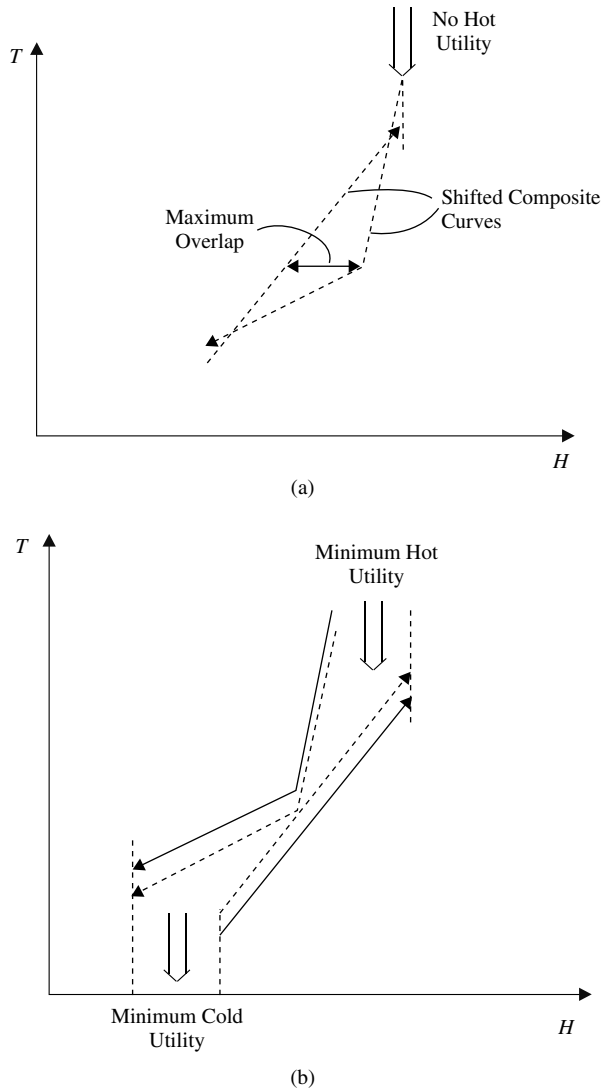 No Hot
Utility
T
Shifted Composite
Curves
Maximum
Overlap
H
(a)
T
Minimum Hot
Utility
Minimum Cold
Utility
H
(b)